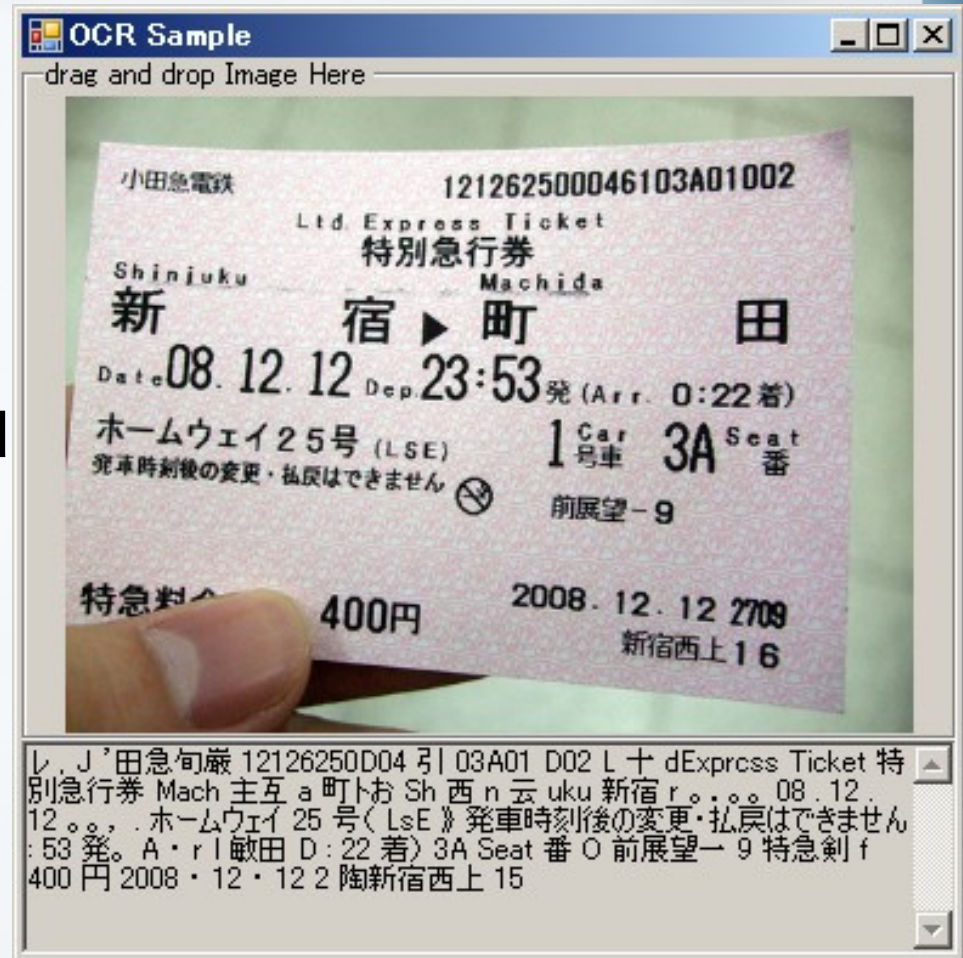 OCR Sample
drag and drop Image Here
小田急電鉄 121262500046103A01002
Ltd. Express Ticket
特別急行券
Shinjuku Machida
新 宿 ▶ 町 田
Date 08.12.12 Dep. 23:53発 (Arr. 0:22着)
ホームウェイ25号 (LSE) 1 Car 号車 3A Seat 番
発車時刻後の変更・払戻はできません
前展望-9
特急料 400円 2008.12.12 2709
新宿西上16
レ,J'田急旬厳 12126250D04 引 03A01 D02 L 十 dExprcss Ticket 特
別急行券 Mach 主互 a 町トお Sh 西 n 云 uku 新宿 r 。.。。 08 . 12 .
12 。。, . ホームウェイ 25 号( LsE 》 発車時刻後の変更・払戻はできません
: 53 発。 A・rl 敏田 D : 22 着) 3A Seat 番 O 前展望一 9 特急剣 f
400 円 2008・12・12 2 陶新宿西上 15